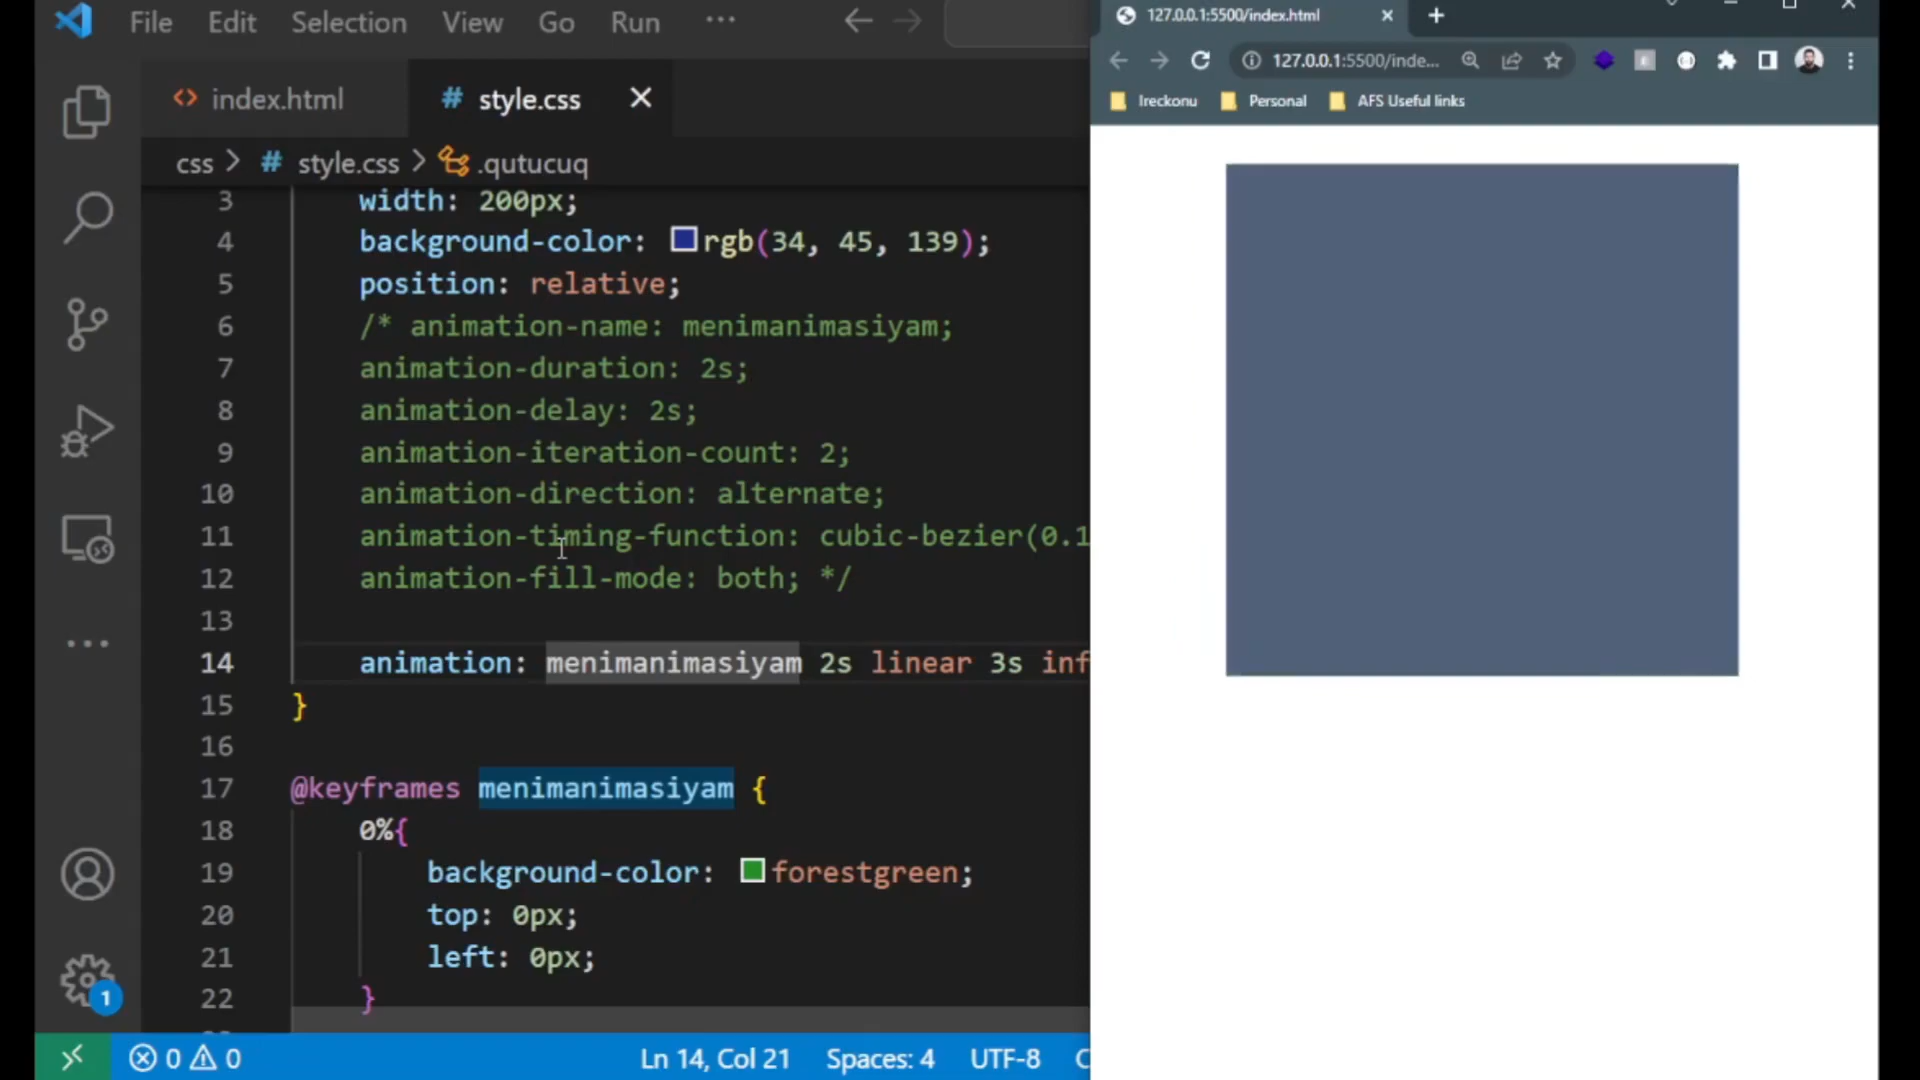 File Edit Selection View Go Run ...
index.html
# style.css
css > # style.css > .qutucuq
3 width: 200px;
4 background-color: rgb(34, 45, 139);
5 position: relative;
6 /* animation-name: menimanimasiyam;
7 animation-duration: 2s;
8 animation-delay: 2s;
9 animation-iteration-count: 2;
10 animation-direction: alternate;
11 animation-timing-function: cubic-bezier(0.1
12 animation-fill-mode: both; */
13
14 animation: menimanimasiyam 2s linear 3s inf
15 }
16
17 @keyframes menimanimasiyam {
18 0%{
19 background-color: forestgreen;
20 top: 0px;
21 left: 0px;
22 }
1
0 0 Ln 14, Col 21 Spaces: 4 UTF-8 C
127.0.0.1:5500/index.html
127.0.0.1:5500/inde...
Ireckonu Personal AFS Useful links